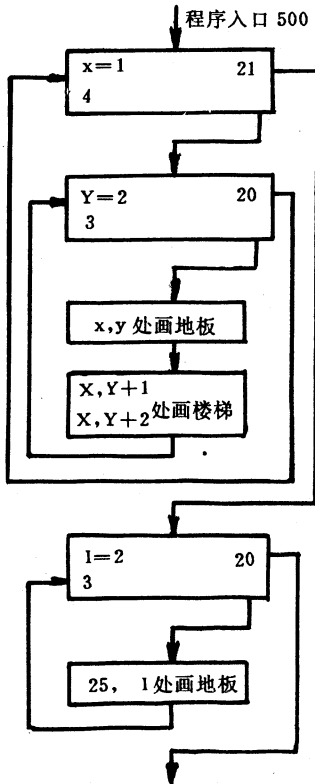 程序入口 500
x=1 21
4
Y=2 20
3
x,y 处画地板
X,Y+1
X,Y+2 处画楼梯
I=2 20
3
25, I 处画地板